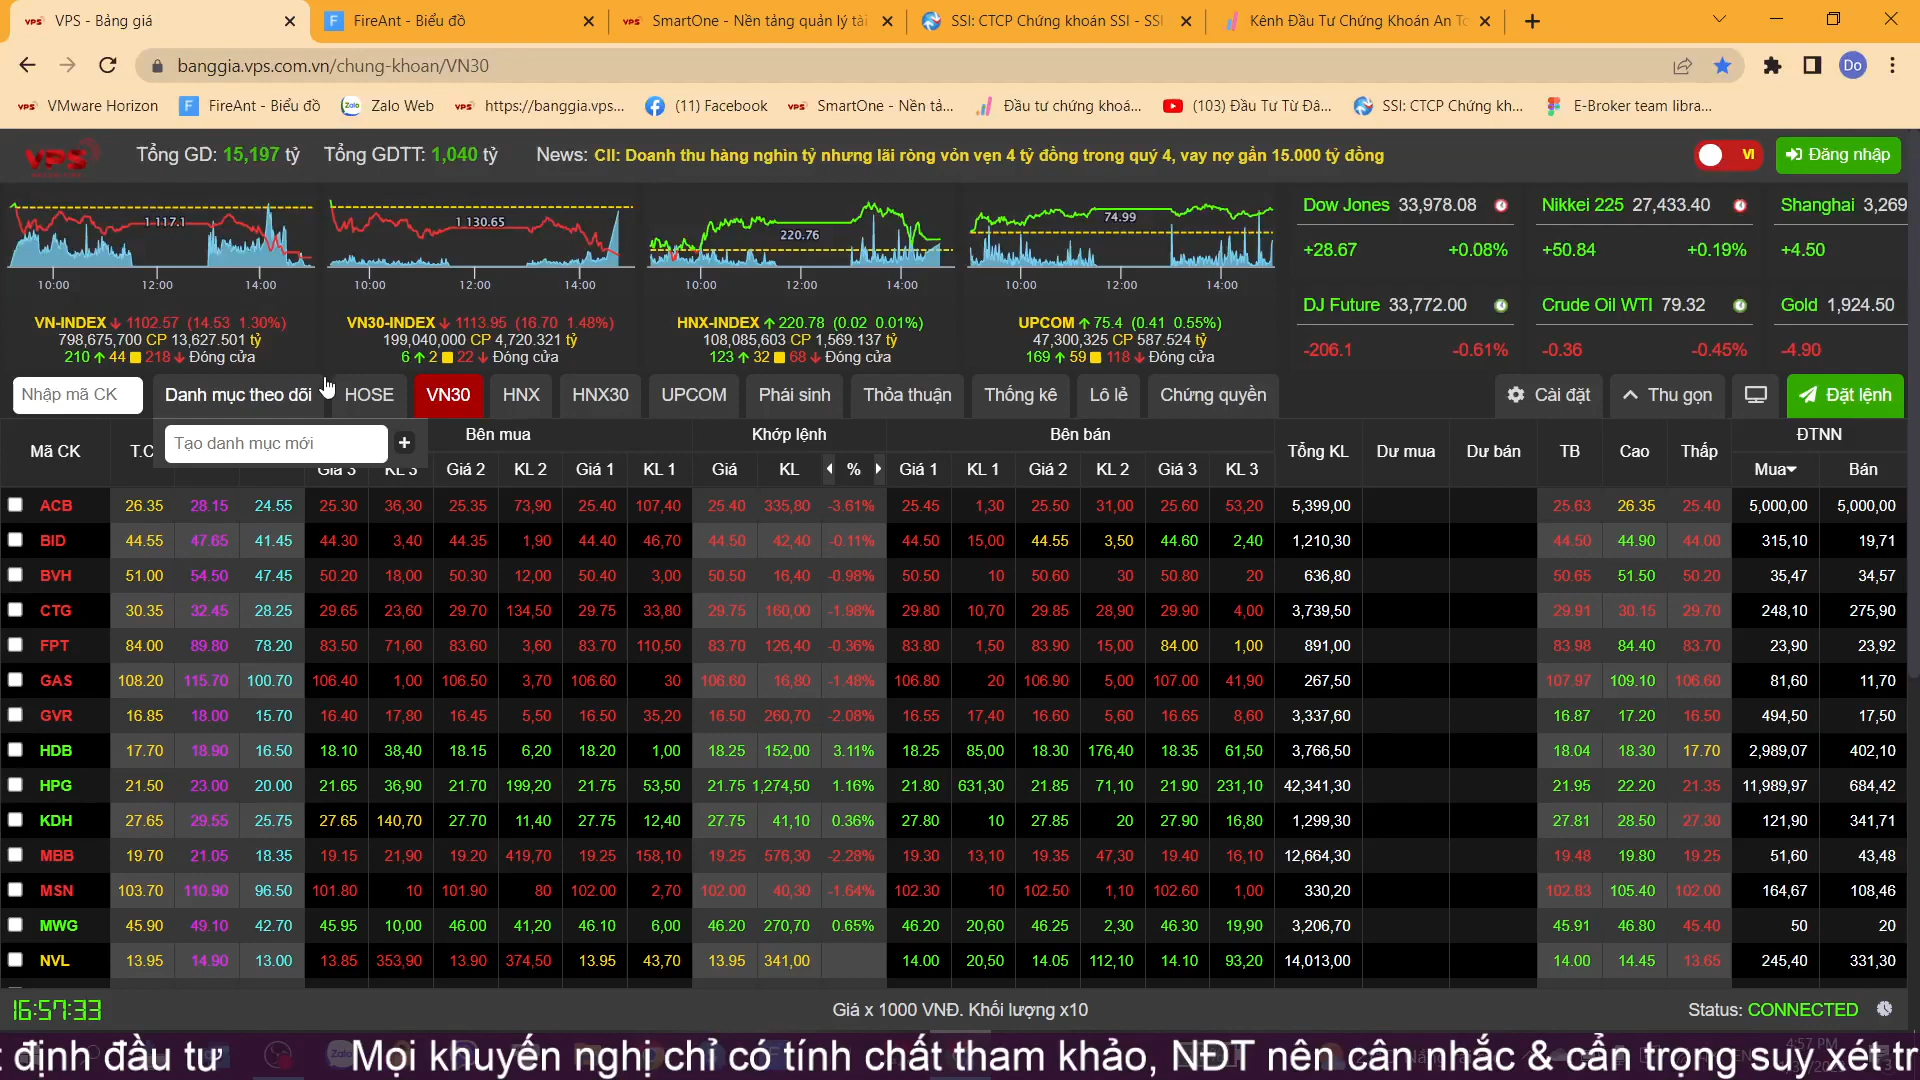 VPS - Bảng giá
FireAnt - Biểu đồ
SmartOne - Nền tảng quản lý tài
SSI: CTCP Chứng khoán SSI - SSI
Kênh Đầu Tư Chứng Khoán An To
banggia.vps.com.vn/chung-khoan/VN30
Do
VMware Horizon
FireAnt - Biểu đồ
Zalo Web
https://banggia.vps...
(11) Facebook
SmartOne - Nền tả...
Đầu tư chứng khoá...
(103) Đầu Tư Từ Đâ...
SSI: CTCP Chứng kh...
E-Broker team libra...
VPS
Tổng GD: 15,197 tỷ Tổng GDTT: 1,040 tỷ News: CII: Doanh thu hàng nghìn tỷ nhưng lãi ròng vỏn vẹn 4 tỷ đồng trong quý 4, vay nợ gần 15.000 tỷ đồng
VI
Đăng nhập
1 117.1
10:00 12:00 14:00
VN-INDEX 1102.57 (14.53 1.30%)
798,675,700 CP 13,627.501 tỷ
210 44 218 Đóng cửa
1 130.65
10:00 12:00 14:00
VN30-INDEX 1113.95 (16.70 1.48%)
199,040,000 CP 4,720.321 tỷ
6 2 22 Đóng cửa
220.76
10:00 12:00 14:00
HNX-INDEX 220.78 (0.02 0.01%)
108,085,603 CP 1,569.137 tỷ
123 32 68 Đóng cửa
74.99
10:00 12:00 14:00
UPCOM 75.4 (0.41 0.55%)
47,300,325 CP 587.524 tỷ
169 59 118 Đóng cửa
Dow Jones 33,978.08
+28.67 +0.08%
Nikkei 225 27,433.40
+50.84 +0.19%
Shanghai 3,269
+4.50
DJ Future 33,772.00
-206.1 -0.61%
Crude Oil WTI 79.32
-0.36 -0.45%
Gold 1,924.50
-4.90
Nhập mã CK Danh mục theo dõi HOSE VN30 HNX HNX30 UPCOM Phái sinh Thỏa thuận Thống kê Lô lẻ Chứng quyền Cài đặt Thu gọn Đặt lệnh
Tạo danh mục mới +
Mã CK T.C Bên mua Khớp lệnh Bên bán Tổng KL Dư mua Dư bán TB Cao Thấp ĐTNN
Giá 3 KL 3 Giá 2 KL 2 Giá 1 KL 1 Giá KL % Giá 1 KL 1 Giá 2 KL 2 Giá 3 KL 3 Mua Bán
ACB 26.35 28.15 24.55 25.30 36,30 25.35 73,90 25.40 107,40 25.40 335,80 -3.61% 25.45 1,30 25.50 31,00 25.60 53,20 5,399,00 25.63 26.35 25.40 5,000,00 5,000,00
BID 44.55 47.65 41.45 44.30 3,40 44.35 1,90 44.40 46,70 44.50 42,40 -0.11% 44.50 15,00 44.55 3,50 44.60 2,40 1,210,30 44.50 44.90 44.00 315,10 19,71
BVH 51.00 54.50 47.45 50.20 18,00 50.30 12,00 50.40 3,00 50.50 16,40 -0.98% 50.50 10 50.60 30 50.80 20 636,80 50.65 51.50 50.20 35,47 34,57
CTG 30.35 32.45 28.25 29.65 23,60 29.70 134,50 29.75 33,80 29.75 160,00 -1.98% 29.80 10,70 29.85 28,90 29.90 4,00 3,739,50 29.91 30.15 29.70 248,10 275,90
FPT 84.00 89.80 78.20 83.50 71,60 83.60 3,60 83.70 110,50 83.70 126,40 -0.36% 83.80 1,50 83.90 15,00 84.00 1,00 891,00 83.98 84.40 83.70 23,90 23,92
GAS 108.20 115.70 100.70 106.40 1,00 106.50 3,70 106.60 30 106.60 16,80 -1.48% 106.80 20 106.90 5,00 107.00 41,90 267,50 107.97 109.10 106.60 81,60 11,70
GVR 16.85 18.00 15.70 16.40 17,80 16.45 5,50 16.50 35,20 16.50 260,70 -2.08% 16.55 17,40 16.60 5,60 16.65 8,60 3,337,60 16.87 17.20 16.50 494,50 17,50
HDB 17.70 18.90 16.50 18.10 38,40 18.15 6,20 18.20 1,00 18.25 152,00 3.11% 18.25 85,00 18.30 176,40 18.35 61,50 3,766,50 18.04 18.30 17.70 2,989,07 402,10
HPG 21.50 23.00 20.00 21.65 36,90 21.70 199,20 21.75 53,50 21.75 1,274,50 1.16% 21.80 631,30 21.85 71,10 21.90 231,10 42,341,30 21.95 22.20 21.35 11,989,97 684,42
KDH 27.65 29.55 25.75 27.65 140,70 27.70 11,40 27.75 12,40 27.75 41,10 0.36% 27.80 10 27.85 20 27.90 16,80 1,299,30 27.81 28.50 27.30 121,90 341,71
MBB 19.70 21.05 18.35 19.15 21,90 19.20 419,70 19.25 158,10 19.25 576,30 -2.28% 19.30 13,10 19.35 47,30 19.40 16,10 12,664,30 19.48 19.80 19.25 51,60 43,48
MSN 103.70 110.90 96.50 101.80 10 101.90 80 102.00 2,70 102.00 40,30 -1.64% 102.30 10 102.50 1,10 102.60 1,00 330,20 102.83 105.40 102.00 164,67 108,46
MWG 45.90 49.10 42.70 45.95 10,00 46.00 41,20 46.10 6,00 46.20 270,70 0.65% 46.20 20,60 46.25 2,30 46.30 19,90 3,206,70 45.91 46.80 45.40 50 20
NVL 13.95 14.90 13.00 13.85 353,90 13.90 374,50 13.95 43,70 13.95 341,00 14.00 20,50 14.05 112,10 14.10 93,20 14,013,00 14.00 14.45 13.65 245,40 331,30
16:57:33 Giá x 1000 VNĐ. Khối lượng x10 Status: CONNECTED
định đầu tư Mọi khuyến nghị chỉ có tính chất tham khảo, NĐT nên cân nhắc & cẩn trọng suy xét tr
4:57 PM